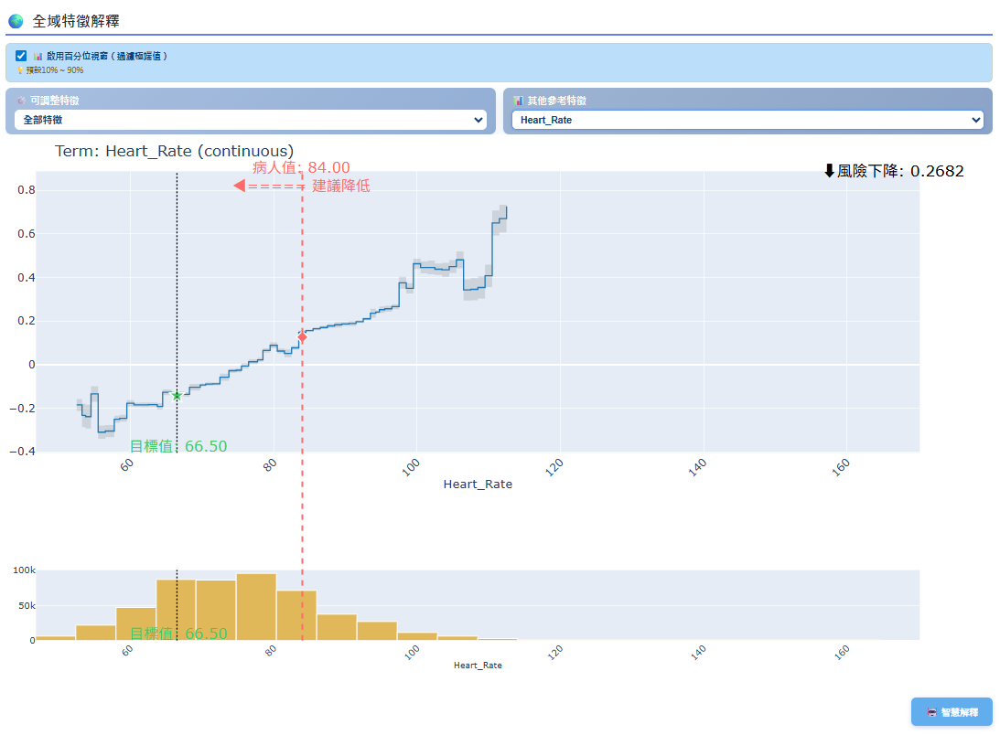 全域特徵解釋
啟用百分位視窗（過濾極端值）
預設10% ~ 90%
可調整特徵
其他參考特徵
全部特徵
Heart_Rate
Term: Heart_Rate (continuous)
病人值: 84.00
◀===== 建議降低
⬇風險下降: 0.2682
0.8
0.6
0.4
0.2
0
−0.2
−0.4
目標值: 66.50
60
80
100
120
140
160
Heart_Rate
100k
50k
0
目標值: 66.50
60
80
100
120
140
160
Heart_Rate
智慧解釋